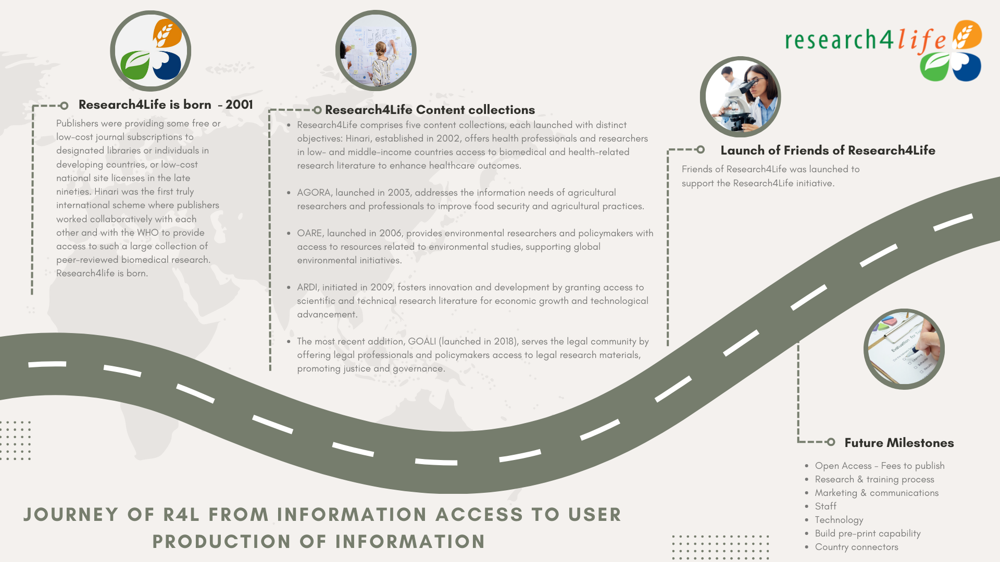 research4life
Research4Life is born - 2001
Publishers were providing some free or
low-cost journal subscriptions to
designated libraries or individuals in
developing countries, or low-cost
national site licenses in the late
nineties. Hinari was the first truly
international scheme where publishers
worked collaboratively with each
other and with the WHO to provide
access to such a large collection of
peer-reviewed biomedical research.
Research4life is born.
Research4Life Content collections
• Research4Life comprises five content collections, each launched with distinct
objectives: Hinari, established in 2002, offers health professionals and researchers
in low- and middle-income countries access to biomedical and health-related
research literature to enhance healthcare outcomes.
• AGORA, launched in 2003, addresses the information needs of agricultural
researchers and professionals to improve food security and agricultural practices.
• OARE, launched in 2006, provides environmental researchers and policymakers with
access to resources related to environmental studies, supporting global
environmental initiatives.
• ARDI, initiated in 2009, fosters innovation and development by granting access to
scientific and technical research literature for economic growth and technological
advancement.
• The most recent addition, GOALI (launched in 2018), serves the legal community by
offering legal professionals and policymakers access to legal research materials,
promoting justice and governance.
Launch of Friends of Research4Life
Friends of Research4Life was launched to
support the Research4Life initiative.
Evaluation for
Learning
Behavior
Results
Future Milestones
• Open Access - Fees to publish
• Research & training process
• Marketing & communications
• Staff
• Technology
• Build pre-print capability
• Country connectors
JOURNEY OF R4L FROM INFORMATION ACCESS TO USER
PRODUCTION OF INFORMATION